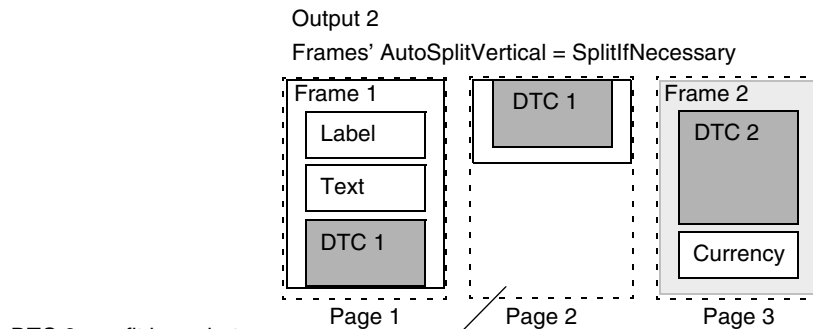 Output 2
Frames' AutoSplitVertical = SplitIfNecessary
Frame 1
Label
Text
DTC 1
DTC 1
Frame 2
DTC 2
Currency
Page 1
Page 2
Page 3